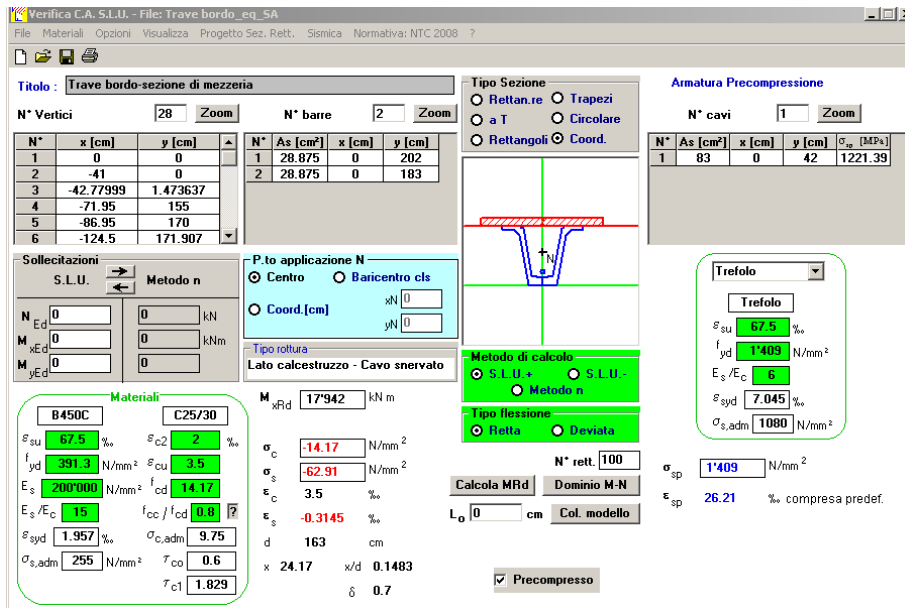 Verifica C.A. S.L.U. - File: Trave bordo_eq_SA
File Materiali Opzioni Visualizza Progetto Sez. Rett. Sismica Normativa: NTC 2008 ?
Titolo : Trave bordo-sezione di mezzeria
N° Vertici 28 Zoom N° barre 2 Zoom
N° x [cm] y [cm]
1 0 0
2 -41 0
3 -42.77999 1.473637
4 -71.95 155
5 -86.95 170
6 -124.5 171.907
N° As [cm²] x [cm] y [cm]
1 28.875 0 202
2 28.875 0 183
Tipo Sezione
Rettan.re Trapezi
a T Circolare
Rettangoli Coord.
Armatura Precompressione
N° cavi 1 Zoom
N° As [cm²] x [cm] y [cm] σsp [MPa]
1 83 0 42 1221.39
N
Sollecitazioni
S.L.U. Metodo n
N Ed 0 0 kN
M xEd 0 0 kNm
M yEd 0 0
P.to applicazione N
Centro Baricentro cls
Coord.[cm] xN 0
yN 0
Tipo rottura
Lato calcestruzzo - Cavo snervato
Metodo di calcolo
S.L.U.+ S.L.U.-
Metodo n
Tipo flessione
Retta Deviata
N° rett. 100
Calcola MRd Dominio M-N
L₀ 0 cm Col. modello
Precompresso
Trefolo
Trefolo
εsu 67.5 ‰
fyd 1'409 N/mm²
Es/Ec 6
εsyd 7.045 ‰
σs,adm 1080 N/mm²
σsp 1'409 N/mm²
εsp 26.21 ‰ compresa predef.
Materiali
B450C C25/30
εsu 67.5 ‰ εc2 2 ‰
fyd 391.3 N/mm² εcu 3.5
Es 200'000 N/mm² fcd 14.17
Es/Ec 15 fcc / fcd 0.8 ?
εsyd 1.957 ‰ σc,adm 9.75
σs,adm 255 N/mm² τco 0.6
τc1 1.829
M xRd 17'942 kN m
σc -14.17 N/mm²
σs -62.91 N/mm²
εc 3.5 ‰
εs -0.3145 ‰
d 163 cm
x 24.17 x/d 0.1483
δ 0.7